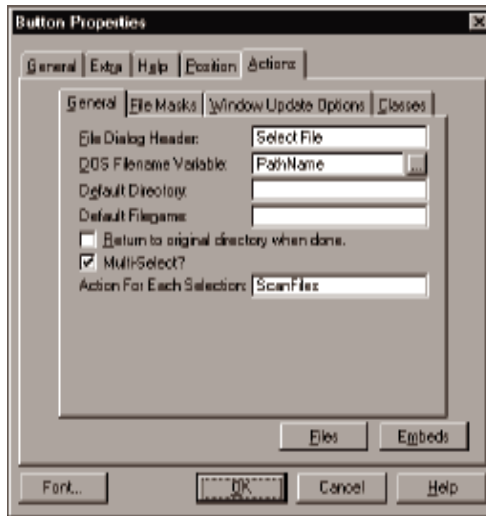 Button Properties
General Extra Help Position Actions
General File Masks Window Update Options Classes
File Dialog Header: Select File
DOS Filename Variable: PathName ...
Default Directory:
Default Filename:
Return to original directory when done.
Multi-Select?
Action For Each Selection: ScanFiles
Files Embeds
Font... OK Cancel Help